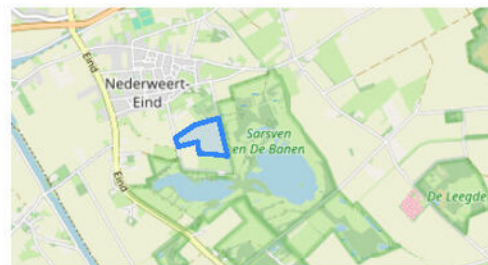 Eind
Nederweert-
Eind
Sarsven
en De Banen
Eind
De Leegde